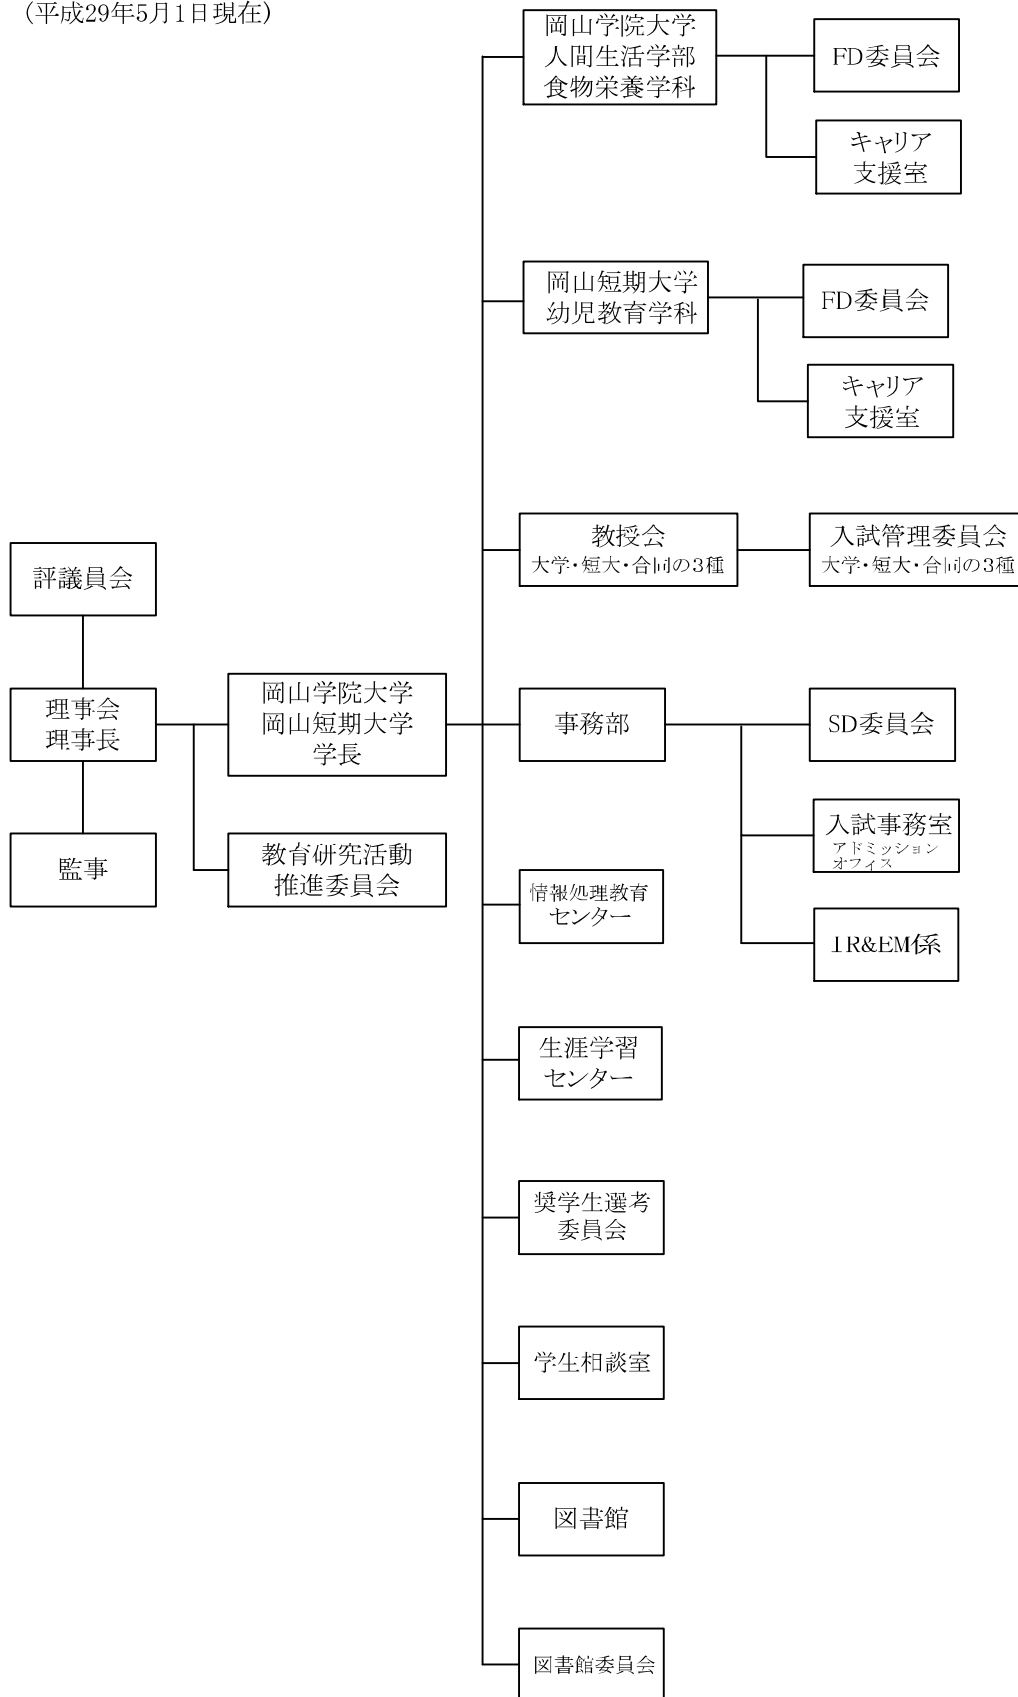 (平成29年5月1日現在)
岡山学院大学
人間生活学部
食物栄養学科
FD委員会
キャリア
支援室
岡山短期大学
幼児教育学科
FD委員会
キャリア
支援室
教授会
大学・短大・合同の3種
入試管理委員会
大学・短大・合同の3種
評議員会
理事会
理事長
岡山学院大学
岡山短期大学
学長
事務部
SD委員会
監事
教育研究活動
推進委員会
入試事務室
アドミッション
オフィス
情報処理教育
センター
IR&EM係
生涯学習
センター
奨学生選考
委員会
学生相談室
図書館
図書館委員会